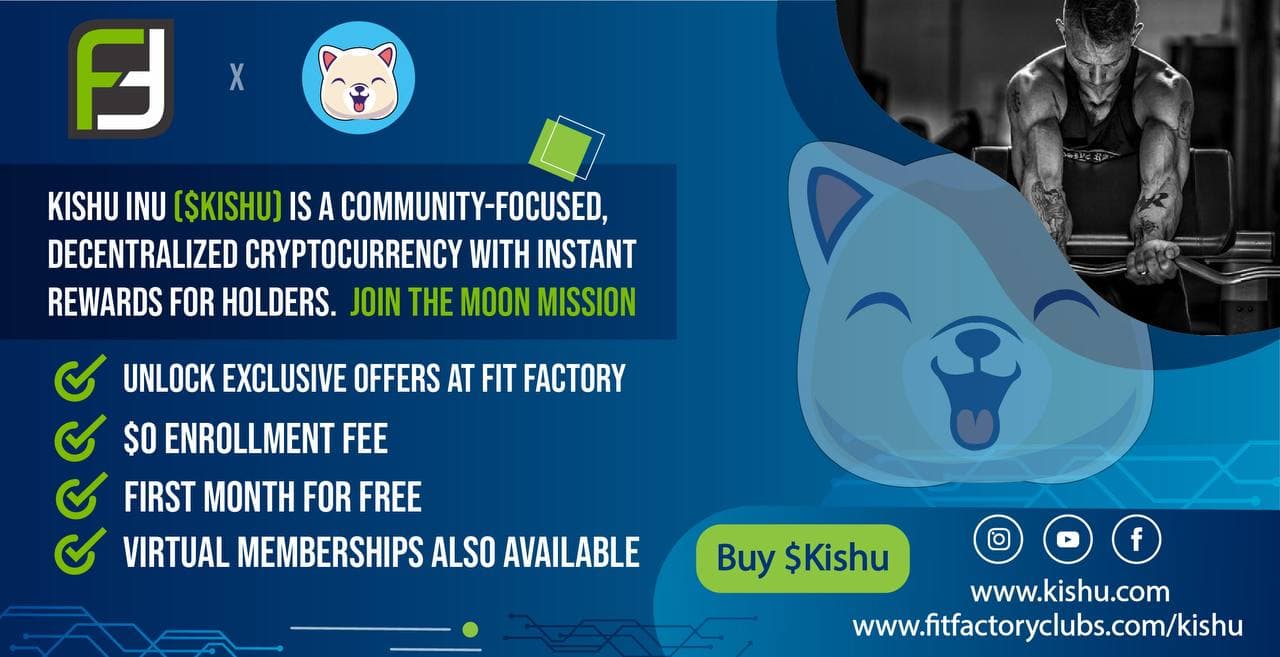 FF
X
KISHU INU ($KISHU) IS A COMMUNITY-FOCUSED,
DECENTRALIZED CRYPTOCURRENCY WITH INSTANT
REWARDS FOR HOLDERS. JOIN THE MOON MISSION
UNLOCK EXCLUSIVE OFFERS AT FIT FACTORY
$0 ENROLLMENT FEE
FIRST MONTH FOR FREE
VIRTUAL MEMBERSHIPS ALSO AVAILABLE
Buy $Kishu
f
www.kishu.com
www.fitfactoryclubs.com/kishu